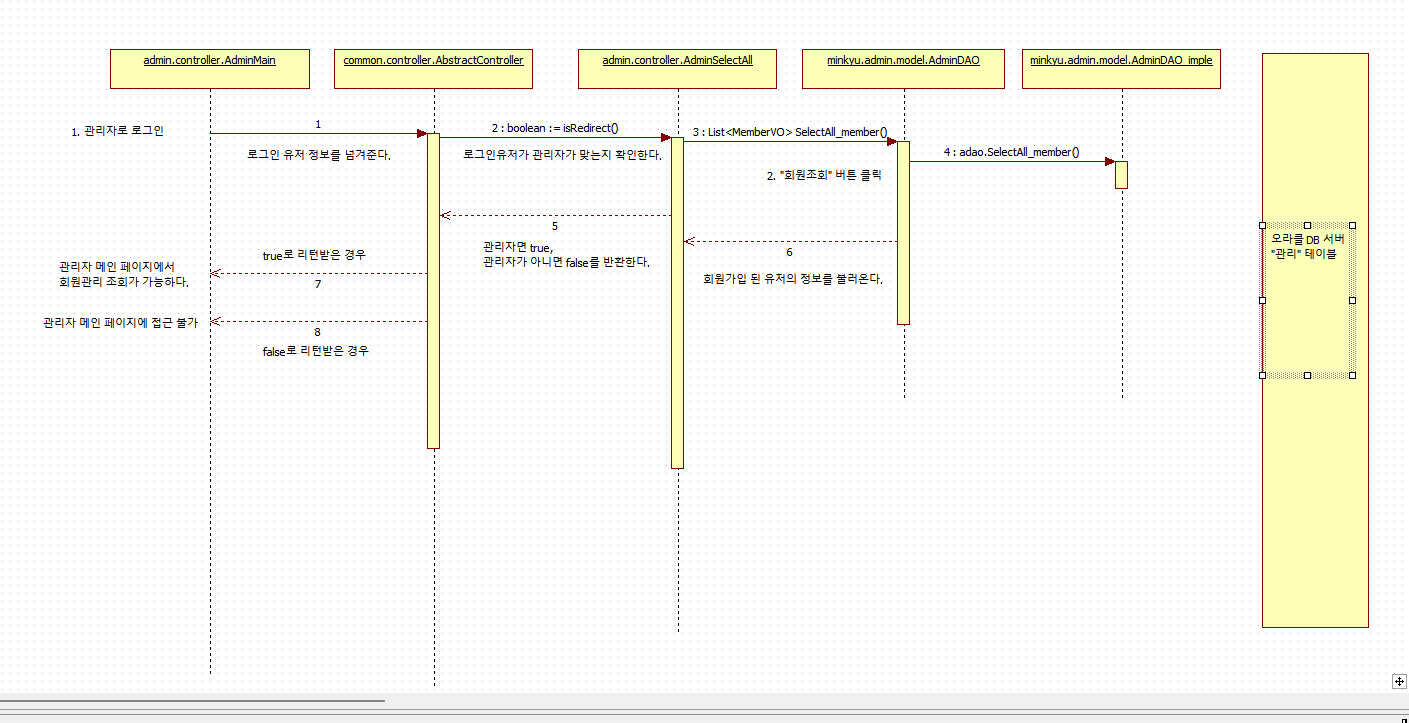 admin.controller.AdminMain
common.controller.AbstractController
admin.controller.AdminSelectAll
minkyu.admin.model.AdminDAO
minkyu.admin.model.AdminDAO_imple
1. 관리자로 로그인
1
로그인 유저 정보를 넘겨준다.
2 : boolean := isRedirect()
로그인유저가 관리자가 맞는지 확인한다.
3 : List<MemberVO> SelectAll_member()
2. "회원조회" 버튼 클릭
4 : adao.SelectAll_member()
5
관리자면 true,
관리자가 아니면 false를 반환한다.
6
회원가입 된 유저의 정보를 불러온다.
true로 리턴받은 경우
7
관리자 메인 페이지에서
회원관리 조회가 가능하다.
관리자 메인 페이지에 접근 불가
8
false로 리턴받은 경우
오라클 DB 서버
"관리" 테이블